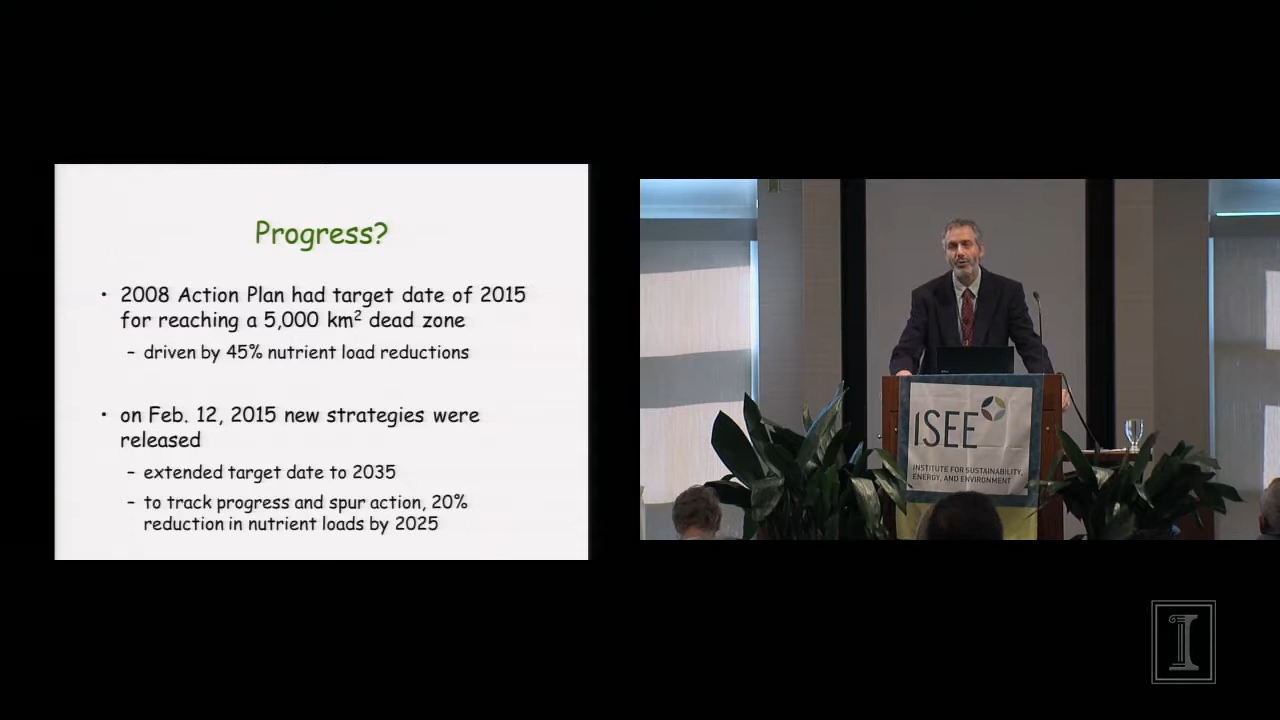 Progress?
• 2008 Action Plan had target date of 2015
for reaching a 5,000 km² dead zone
– driven by 45% nutrient load reductions
• on Feb. 12, 2015 new strategies were
released
– extended target date to 2035
– to track progress and spur action, 20%
reduction in nutrient loads by 2025
ISEE
INSTITUTE FOR SUSTAINABILITY,
ENERGY, AND ENVIRONMENT
I